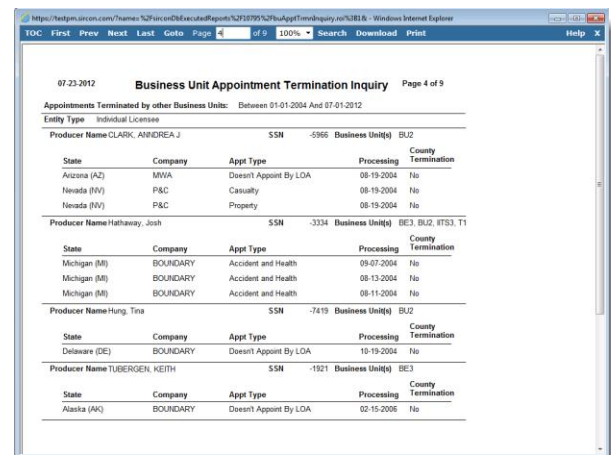 https://testpm.sircon.com/?name=%2FsirconDbExecutedReports%2F10795%2FbuApptTrmnInquiry.roi%3B1& - Windows Internet Explorer
TOC First Prev Next Last Goto Page 4 of 9 100% Search Download Print Help X
07-23-2012 Business Unit Appointment Termination Inquiry Page 4 of 9
Appointments Terminated by other Business Units: Between 01-01-2004 And 07-01-2012
Entity Type Individual Licensee
Producer Name CLARK, ANNDREA J SSN -5966 Business Unit(s) BU2
State Company Appt Type Processing County Termination
Arizona (AZ) MWA Doesn't Appoint By LOA 08-19-2004 No
Nevada (NV) P&C Casualty 08-19-2004 No
Nevada (NV) P&C Property 08-19-2004 No
Producer Name Hathaway, Josh SSN -3334 Business Unit(s) BE3, BU2, IITS3, T1
State Company Appt Type Processing County Termination
Michigan (MI) BOUNDARY Accident and Health 09-07-2004 No
Michigan (MI) BOUNDARY Accident and Health 08-13-2004 No
Michigan (MI) BOUNDARY Accident and Health 08-11-2004 No
Producer Name Hung, Tina SSN -7419 Business Unit(s) BU2
State Company Appt Type Processing County Termination
Delaware (DE) BOUNDARY Doesn't Appoint By LOA 10-19-2004 No
Producer Name TUBERGEN, KEITH SSN -1921 Business Unit(s) BE3
State Company Appt Type Processing County Termination
Alaska (AK) BOUNDARY Doesn't Appoint By LOA 02-15-2006 No